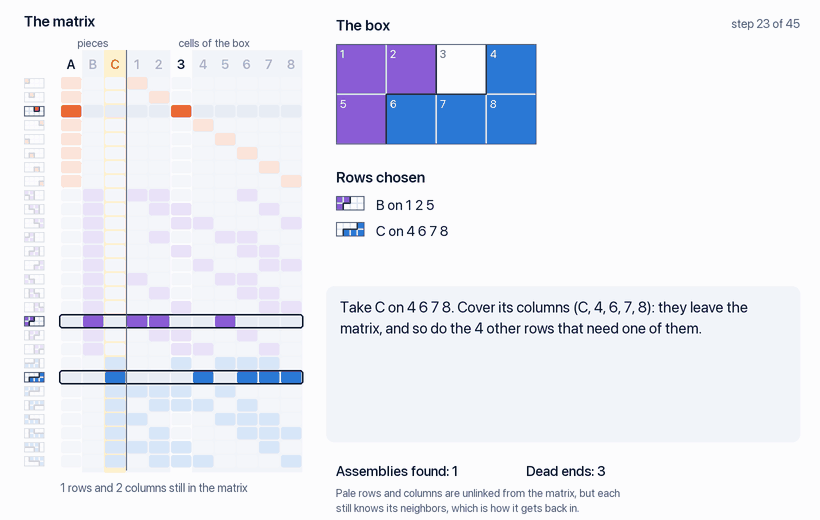 The matrix
pieces
cells of the box
A B C 1 2 3 4 5 6 7 8
1 rows and 2 columns still in the matrix
The box
step 23 of 45
1 2 3 4
5 6 7 8
Rows chosen
B on 1 2 5
C on 4 6 7 8
Take C on 4 6 7 8. Cover its columns (C, 4, 6, 7, 8): they leave the
matrix, and so do the 4 other rows that need one of them.
Assemblies found: 1
Dead ends: 3
Pale rows and columns are unlinked from the matrix, but each
still knows its neighbors, which is how it gets back in.